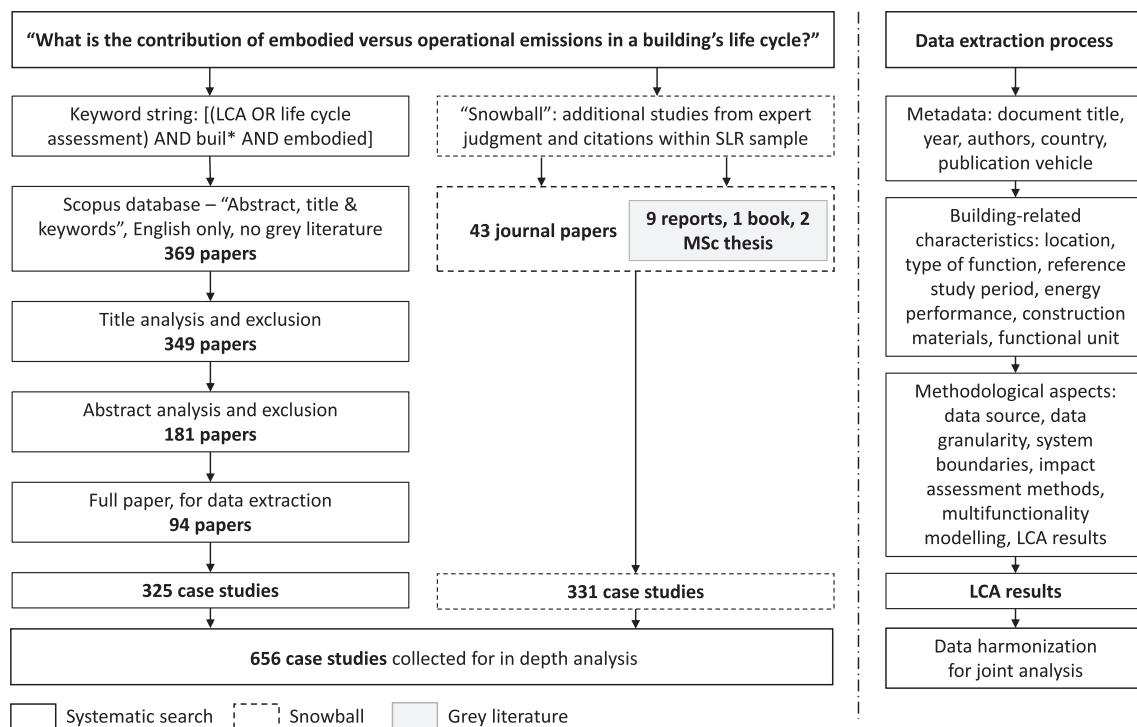 “What is the contribution of embodied versus operational emissions in a building’s life cycle?”
Keyword string: [(LCA OR life cycle
assessment) AND buil* AND embodied]
Scopus database – “Abstract, title &
keywords”, English only, no grey literature
369 papers
Title analysis and exclusion
349 papers
Abstract analysis and exclusion
181 papers
Full paper, for data extraction
94 papers
325 case studies
“Snowball”: additional studies from expert
judgment and citations within SLR sample
43 journal papers
9 reports, 1 book, 2
MSc thesis
331 case studies
656 case studies collected for in depth analysis
Systematic search
Snowball
Grey literature
Data extraction process
Metadata: document title,
year, authors, country,
publication vehicle
Building-related
characteristics: location,
type of function, reference
study period, energy
performance, construction
materials, functional unit
Methodological aspects:
data source, data
granularity, system
boundaries, impact
assessment methods,
multifunctionality
modelling, LCA results
LCA results
Data harmonization
for joint analysis